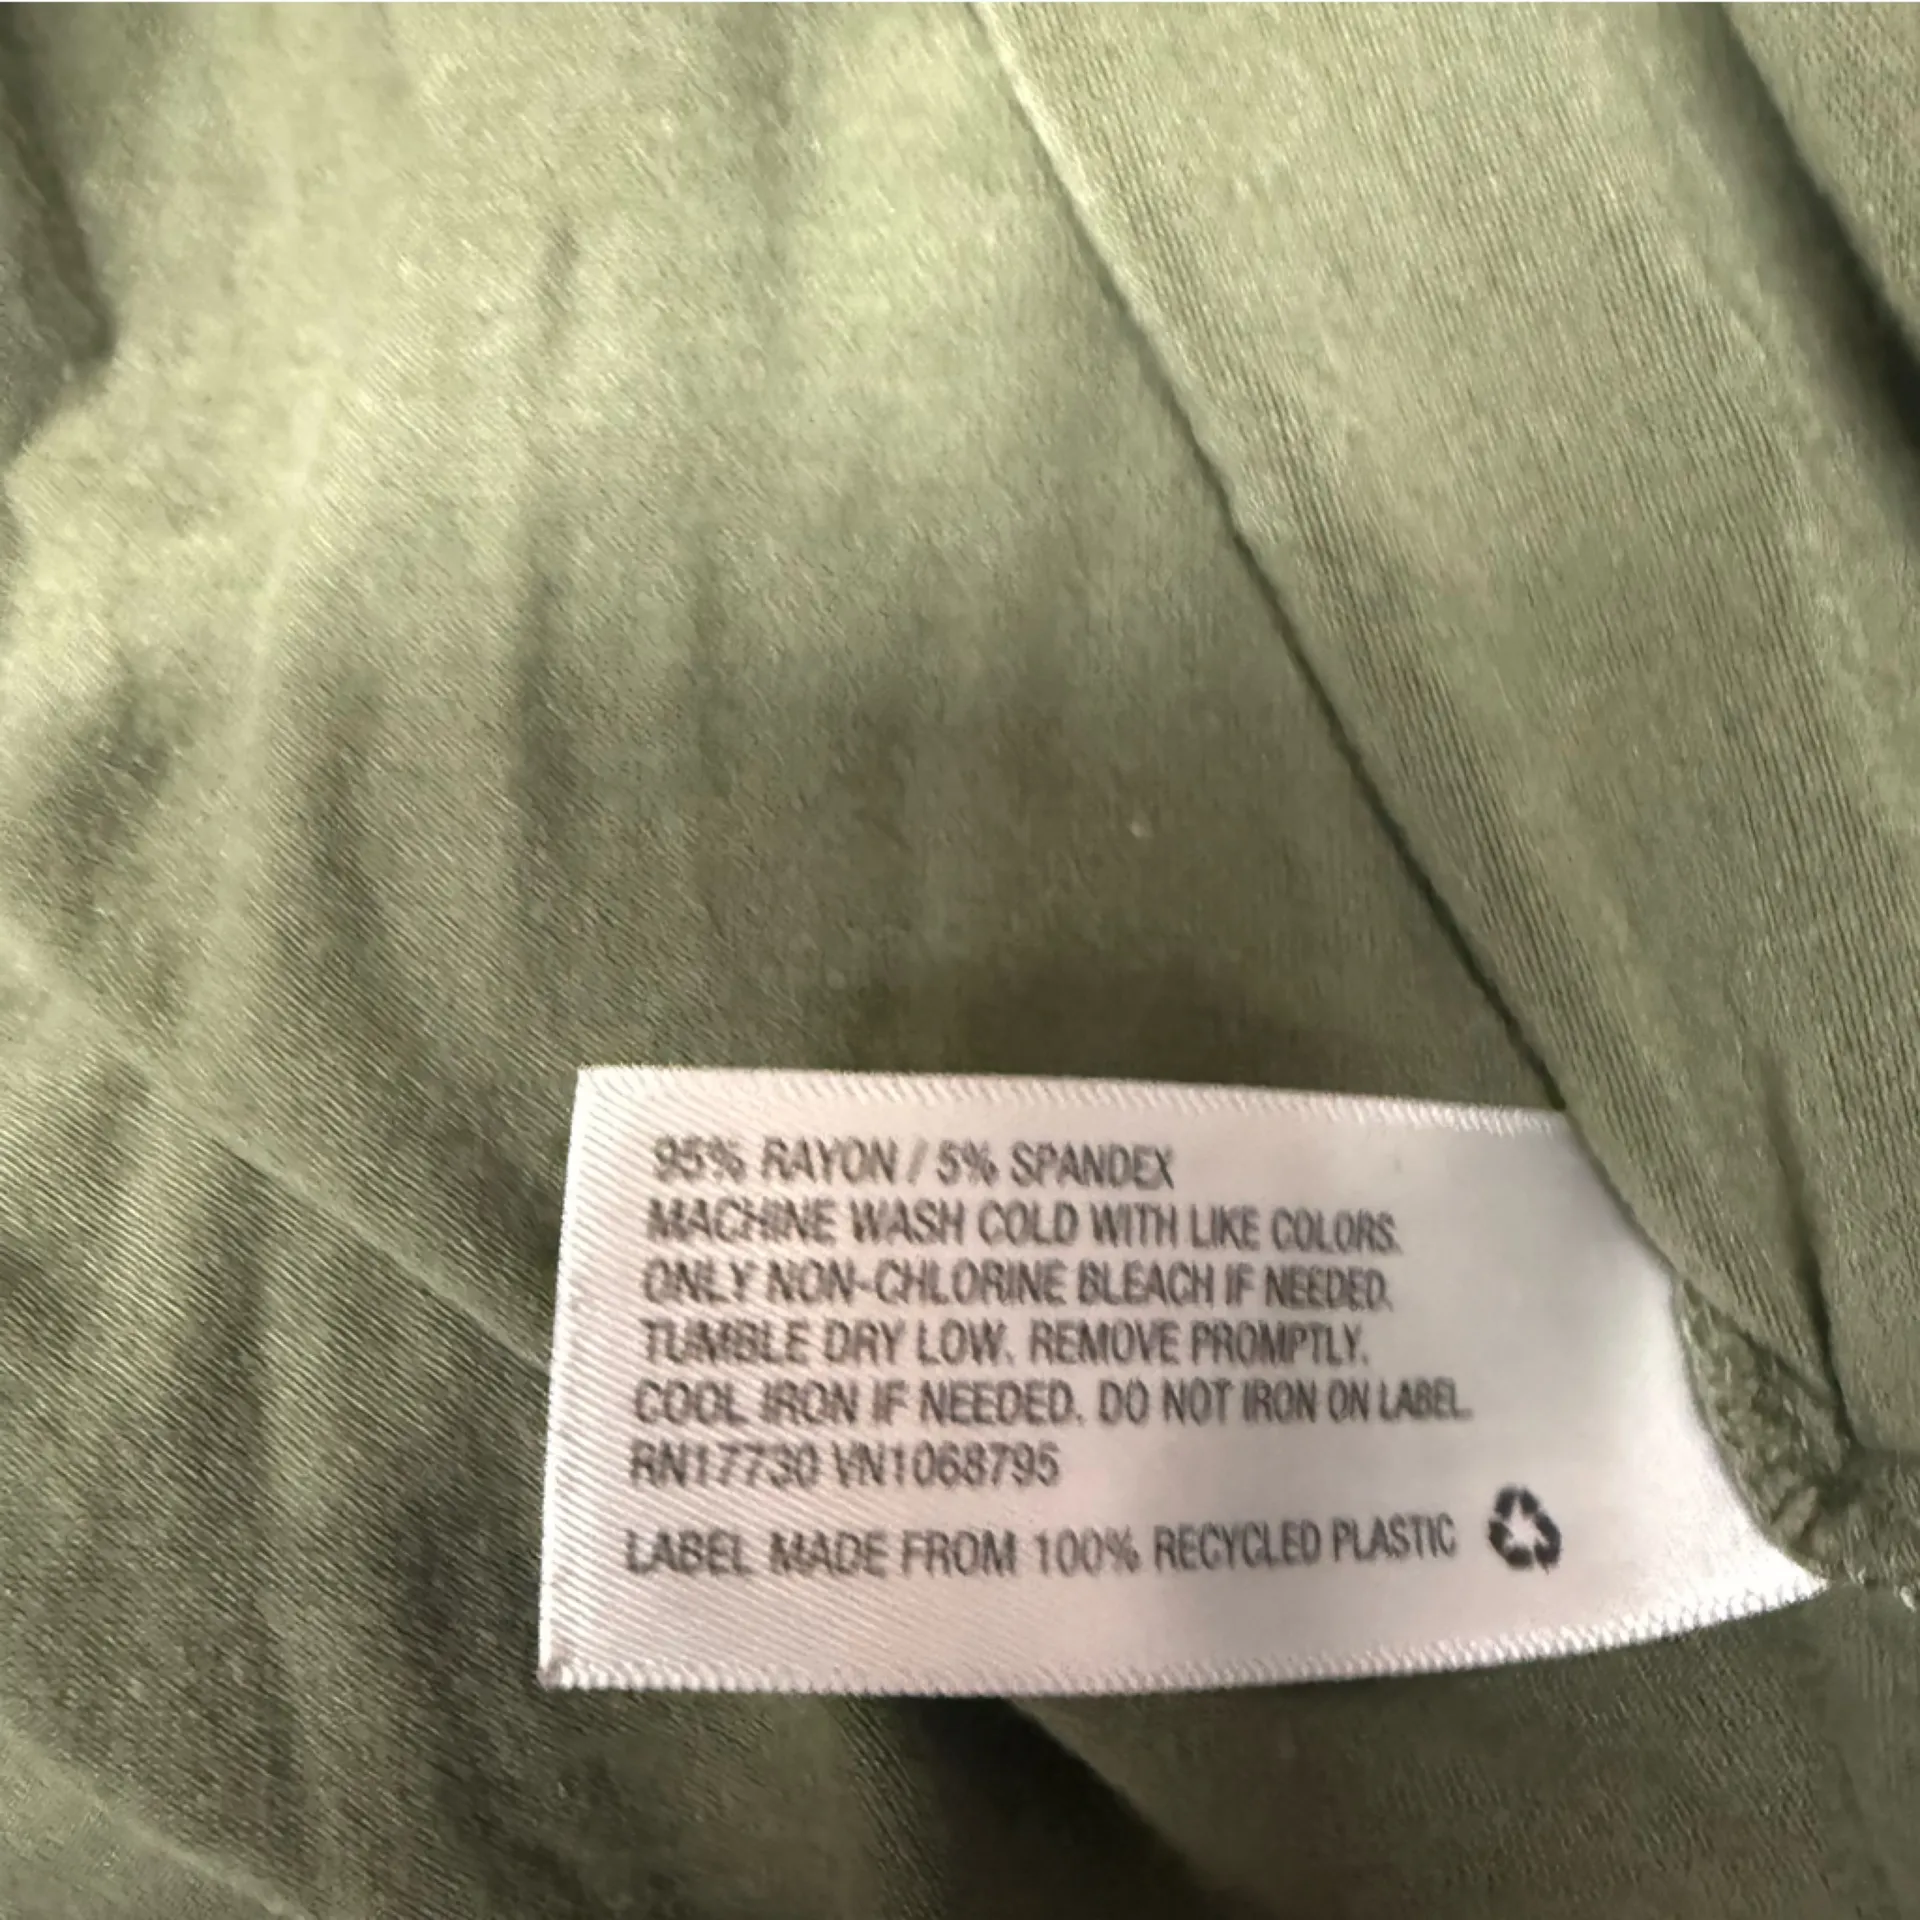 95% RAYON / 5% SPANDEX
MACHINE WASH COLD WITH LIKE COLORS.
ONLY NON-CHLORINE BLEACH IF NEEDED.
TUMBLE DRY LOW. REMOVE PROMPTLY.
COOL IRON IF NEEDED. DO NOT IRON ON LABEL.
RN17730 VN1068795
LABEL MADE FROM 100% RECYCLED PLASTIC